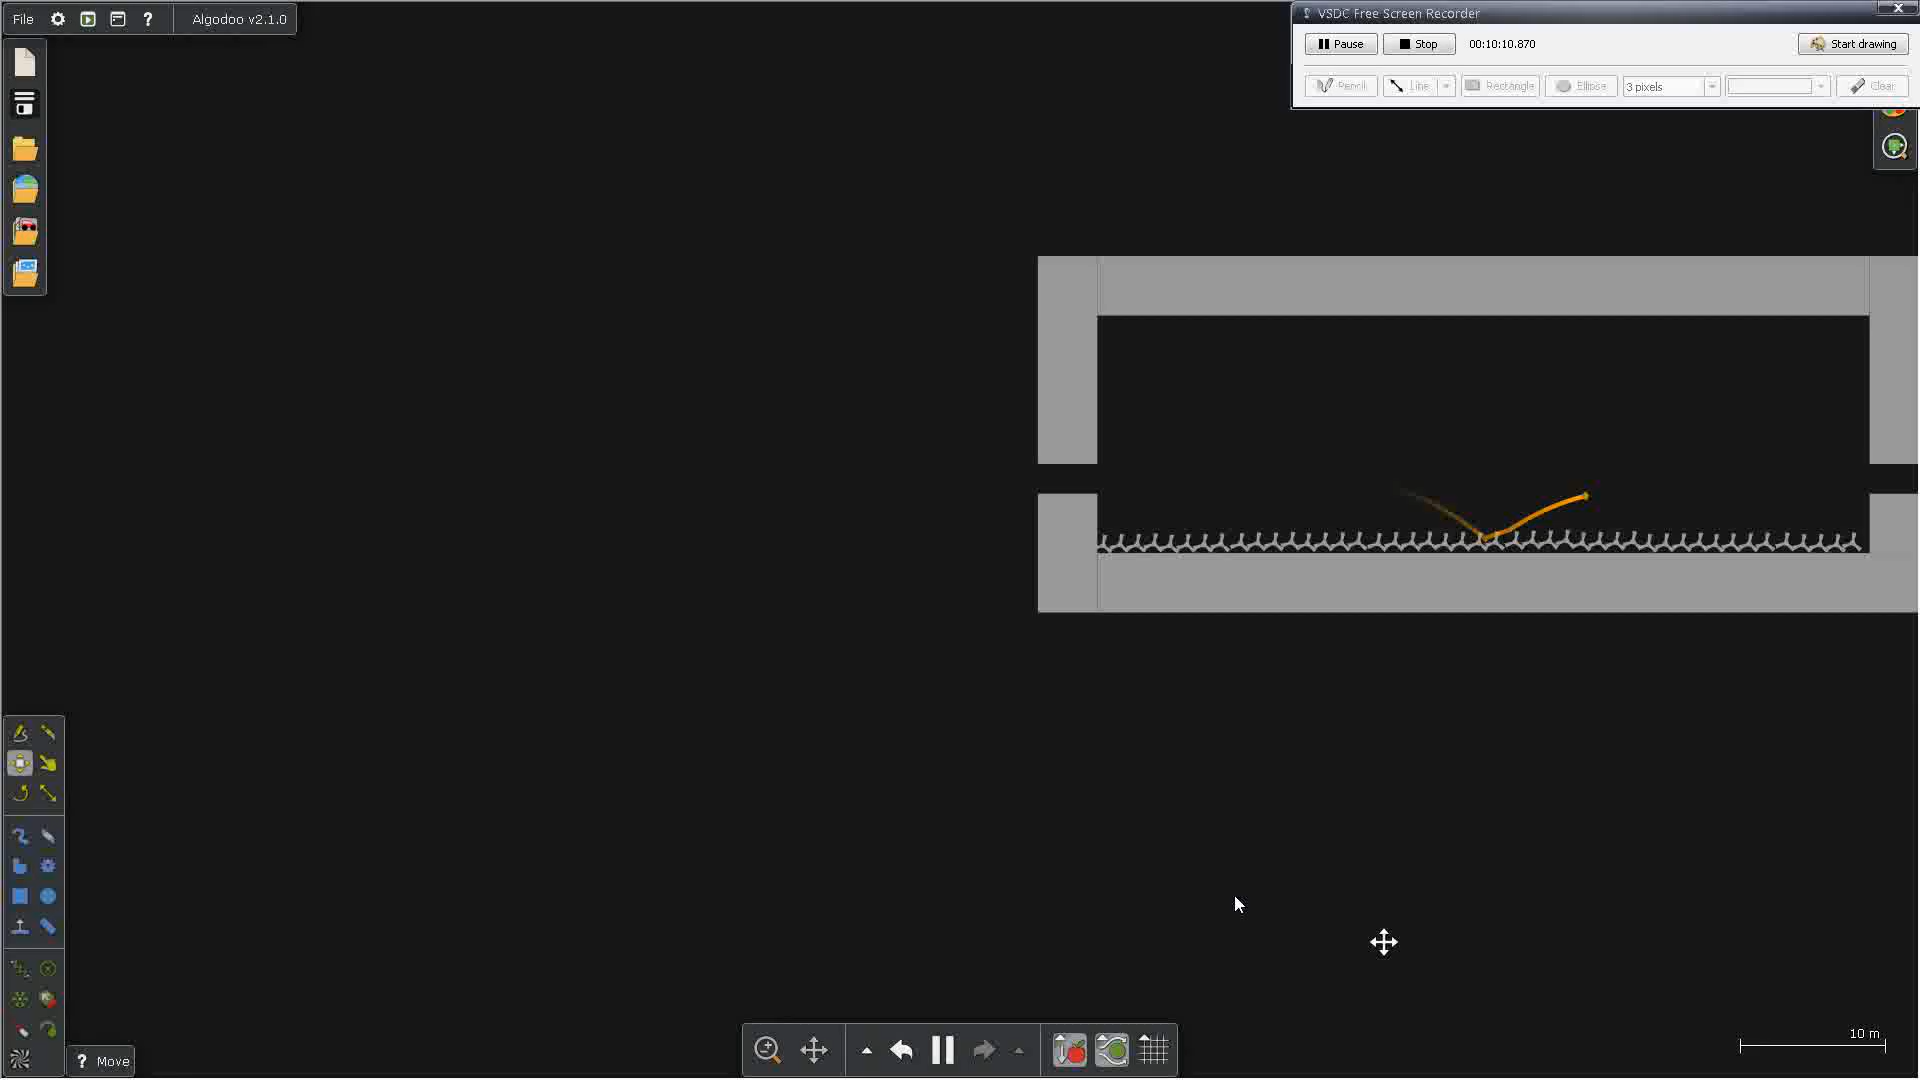 File ? Algodoo v2.1.0
VSDC Free Screen Recorder
Pause Stop 00:10:10.870 Start drawing
Pencil Line Rectangle Ellipse 3 pixels Clear
10 m
? Move